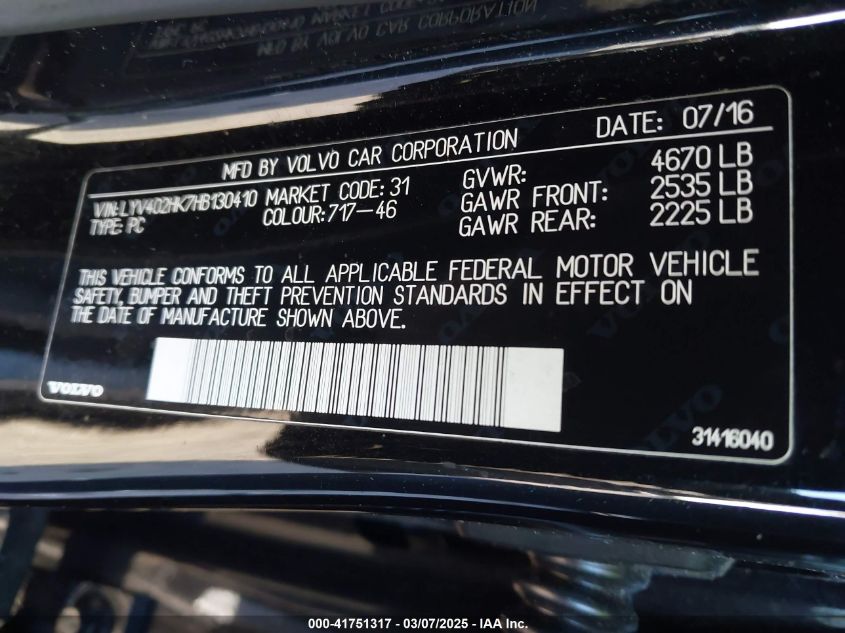 MFD BY VOLVO CAR CORPORATION
DATE: 07/16
VIN: LYV402HK7HB130410 MARKET CODE: 31
TYPE: PC COLOUR: 717-46
GVWR: 4670 LB
GAWR FRONT: 2535 LB
GAWR REAR: 2225 LB
THIS VEHICLE CONFORMS TO ALL APPLICABLE FEDERAL MOTOR VEHICLE
SAFETY, BUMPER AND THEFT PREVENTION STANDARDS IN EFFECT ON
THE DATE OF MANUFACTURE SHOWN ABOVE.
VOLVO
31416040
000-41751317 - 03/07/2025 - IAA Inc.